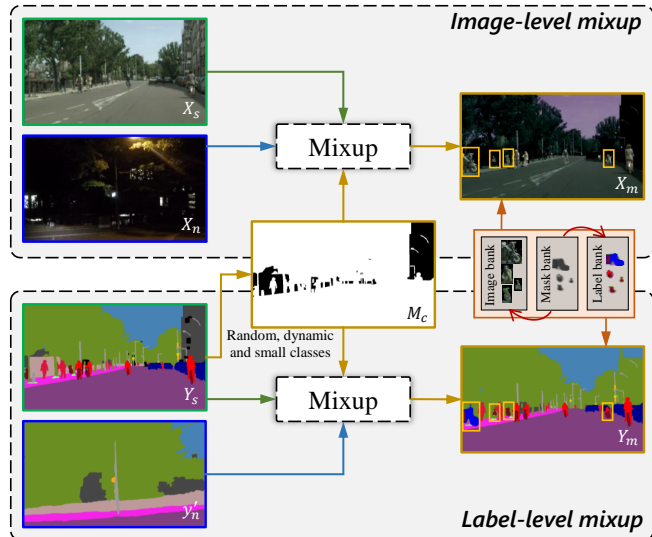 Image-level mixup
X_s
Mixup
X_n
X_m
M_c
Random, dynamic
and small classes
Image bank
Mask bank
Label bank
Y_s
Mixup
Y_m
y_n'
Label-level mixup